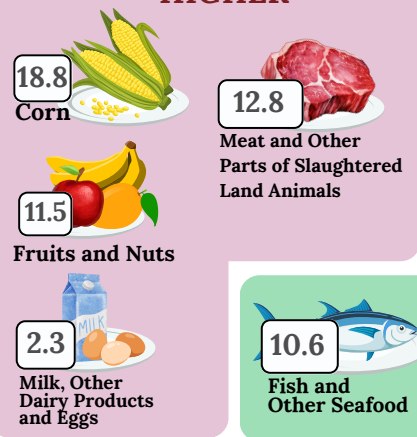 HIGHER
18.8
Corn
12.8
Meat and Other
Parts of Slaughtered
Land Animals
11.5
Fruits and Nuts
MILK
2.3
Milk, Other
Dairy Products
and Eggs
10.6
Fish and
Other Seafood